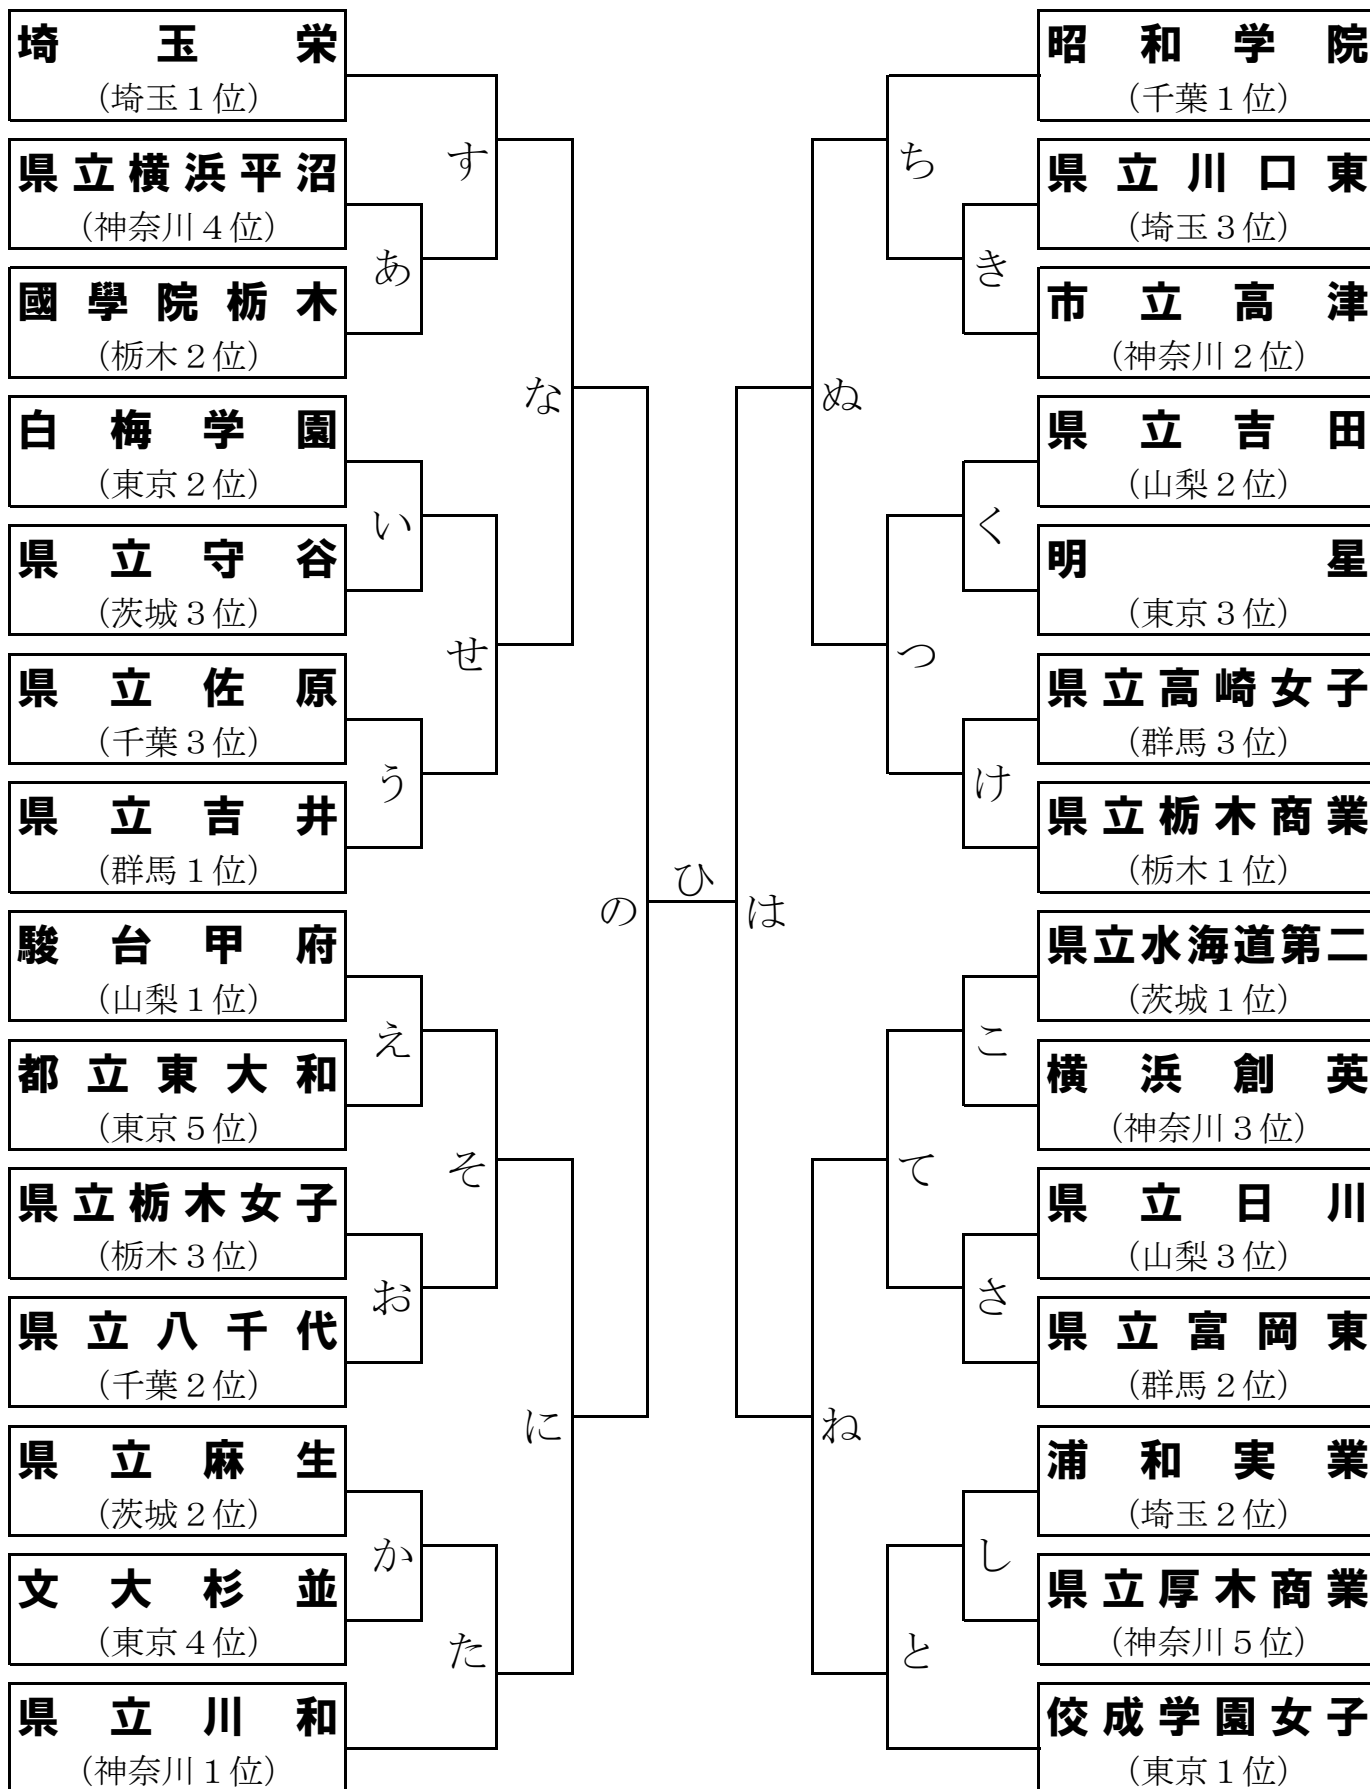 埼玉栄
(埼玉１位)
県立横浜平沼
(神奈川４位)
國學院栃木
(栃木２位)
白梅学園
(東京２位)
県立守谷
(茨城３位)
県立佐原
(千葉３位)
県立吉井
(群馬１位)
駿台甲府
(山梨１位)
都立東大和
(東京５位)
県立栃木女子
(栃木３位)
県立八千代
(千葉２位)
県立麻生
(茨城２位)
文大杉並
(東京４位)
県立川和
(神奈川１位)
あ
い
う
え
お
か
す
せ
そ
た
な
に
の
ひ
は
ぬ
ね
ち
つ
て
と
き
く
け
こ
さ
し
昭和学院
(千葉１位)
県立川口東
(埼玉３位)
市立高津
(神奈川２位)
県立吉田
(山梨２位)
明星
(東京３位)
県立高崎女子
(群馬３位)
県立栃木商業
(栃木１位)
県立水海道第二
(茨城１位)
横浜創英
(神奈川３位)
県立日川
(山梨３位)
県立富岡東
(群馬２位)
浦和実業
(埼玉２位)
県立厚木商業
(神奈川５位)
佼成学園女子
(東京１位)